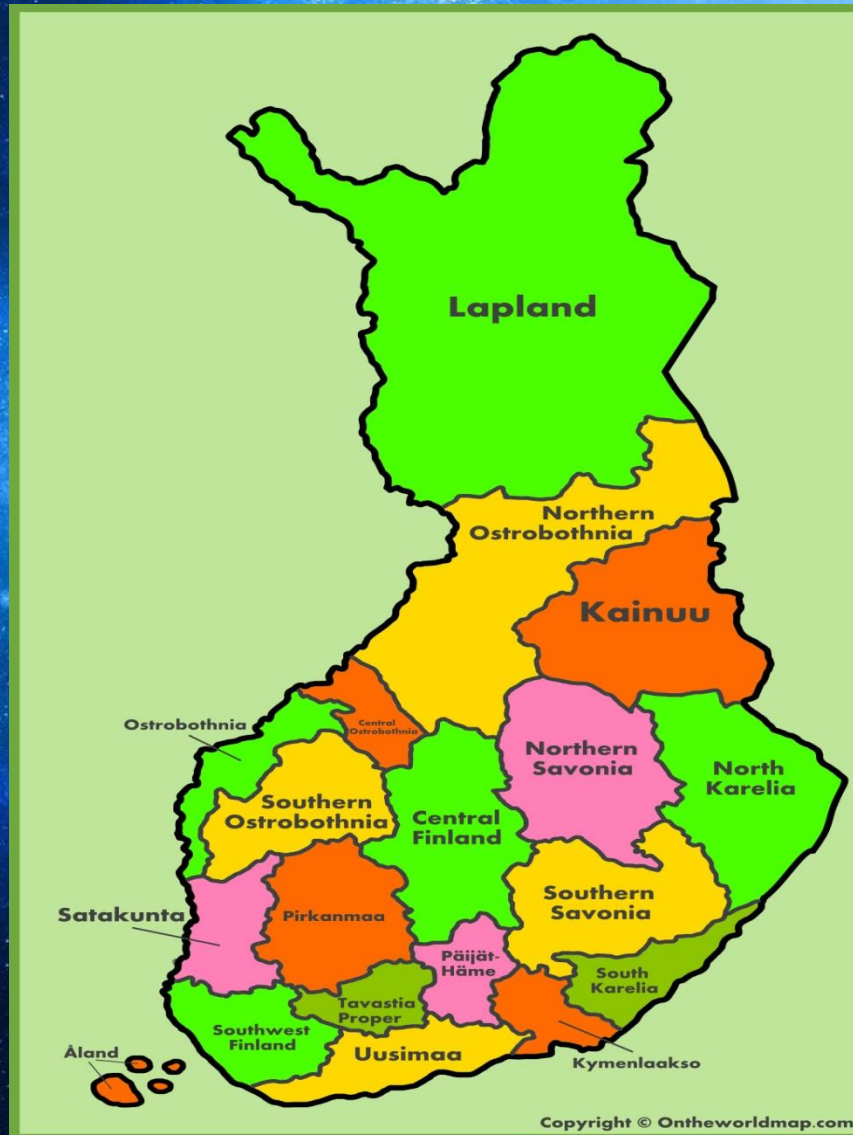 Lapland
Northern
Ostrobothnia
Kainuu
Ostrobothnia
Central
Ostrobothnia
Northern
Savonia
North
Karelia
Southern
Ostrobothnia
Central
Finland
Southern
Savonia
Satakunta
Pirkanmaa
Päijät-
Häme
South
Karelia
Tavastia
Proper
Southwest
Finland
Uusimaa
Åland
Kymenlaakso
Copyright © Ontheworldmap.com